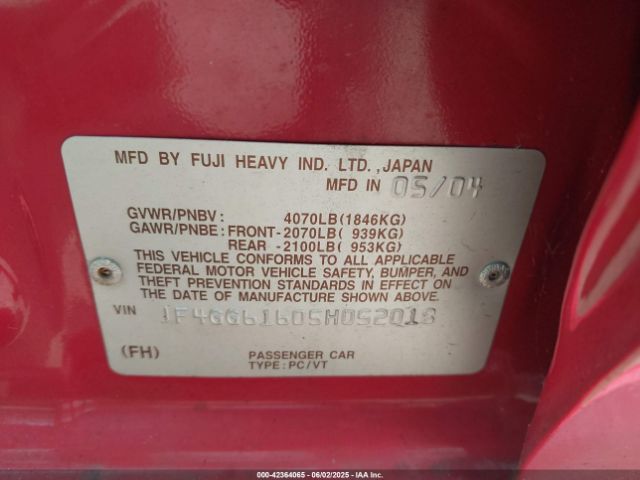 MFD BY FUJI HEAVY IND. LTD., JAPAN
MFD IN 05/04
GVWR/PNBV: 4070LB(1846KG)
GAWR/PNBE: FRONT-2070LB( 939KG)
REAR -2100LB( 953KG)
THIS VEHICLE CONFORMS TO ALL APPLICABLE
FEDERAL MOTOR VEHICLE SAFETY, BUMPER, AND
THEFT PREVENTION STANDARDS IN EFFECT ON
THE DATE OF MANUFACTURE SHOWN ABOVE.
VIN JF4GG61605H052018
(FH) PASSENGER CAR
TYPE: PC/VT
000-42364065 - 06/02/2025 - IAAI.com